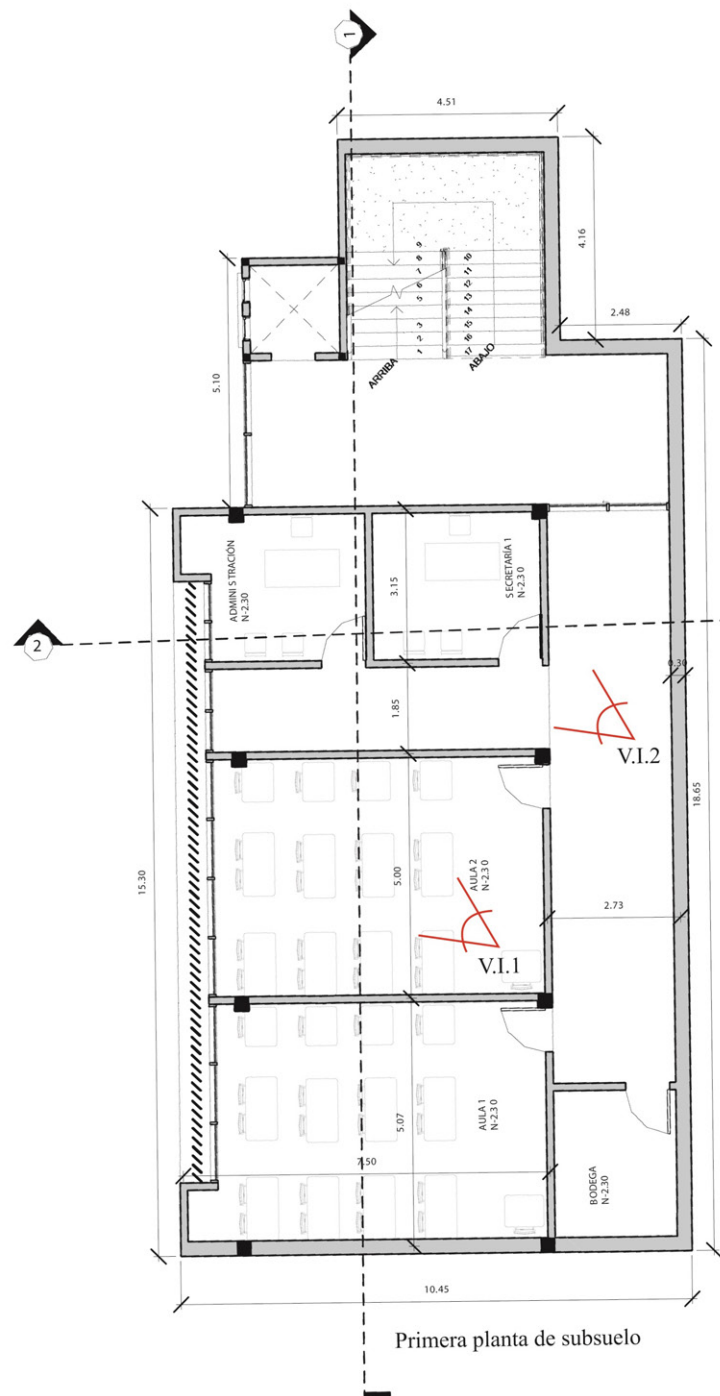 1
4.51
4.16
2.48
5.10
9
8
7
6
5
3
2
1
10
11
12
13
14
15
16
17
ARRIBA
ABAJO
ADMINISTRACIÓN
N-2.30
SECRETARÍA 1
N-2.30
3.15
2
0.30
1.85
V.I.2
18.65
15.30
AULA 2
N-2.30
5.00
2.73
V.I.1
AULA 1
N-2.30
5.07
7.50
BODEGA
N-2.30
10.45
Primera planta de subsuelo